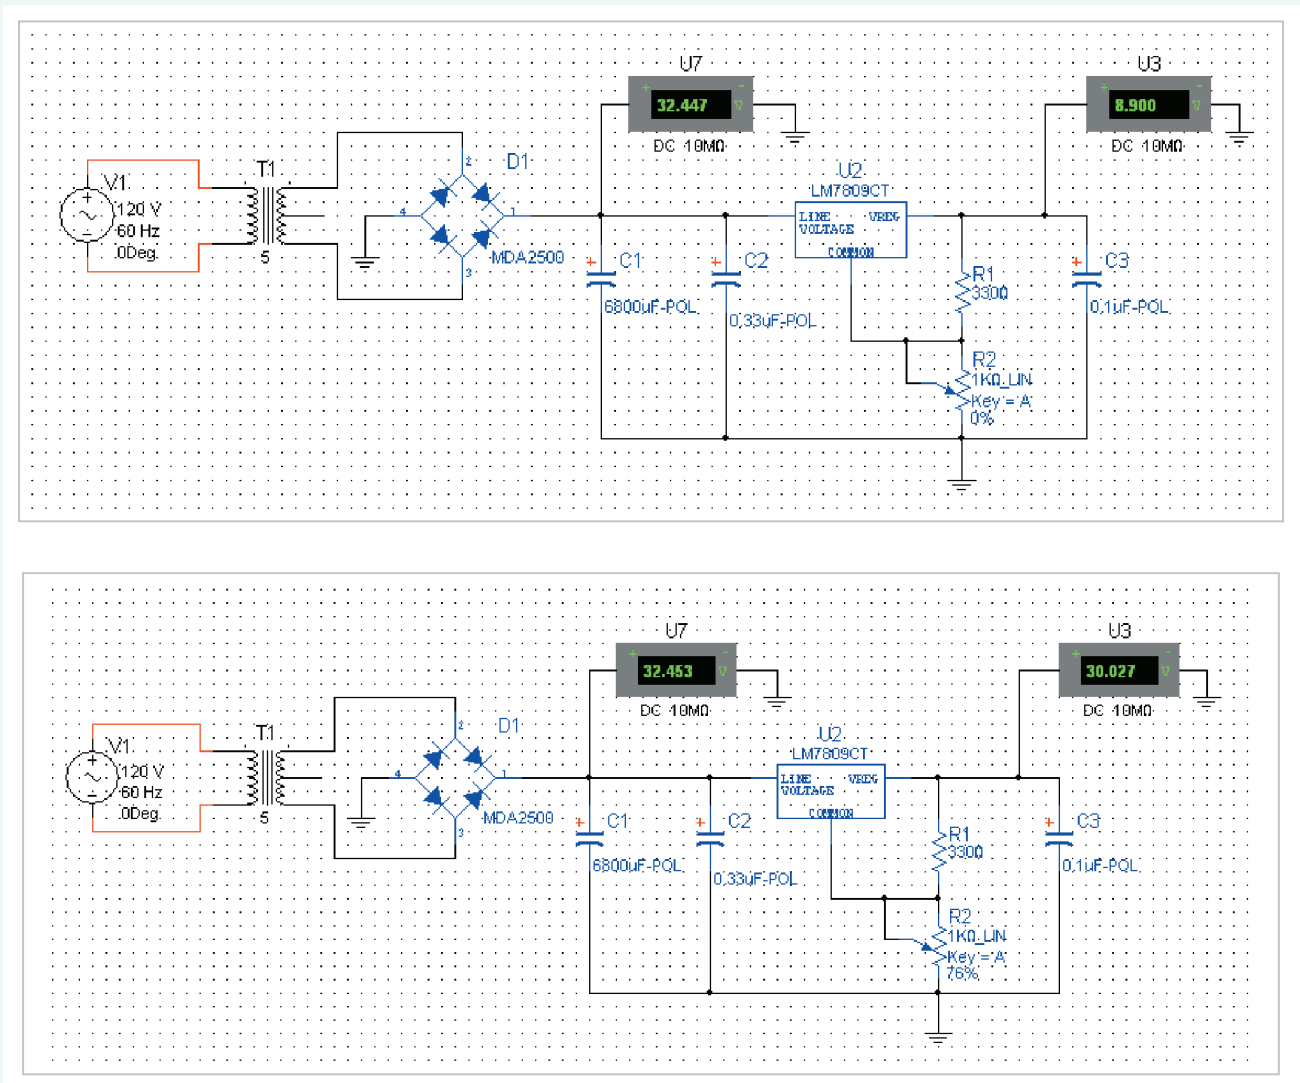 U7
U3
32.447 V
8.900 V
DC 10MΩ
DC 10MΩ
T1
D1
V1
120 V
60 Hz
0Deg
5
2
4
1
3
MDA2500
U2
LM7809CT
LINE VREG
VOLTAGE
COMMON
C1
6800uF-POL
C2
0.33uF-POL
R1
330Ω
C3
0.1uF-POL
R2
1KΩ_LIN
Key = A
0%
U7
U3
32.453 V
30.027 V
DC 10MΩ
DC 10MΩ
T1
D1
V1
120 V
60 Hz
0Deg
5
2
4
1
3
MDA2500
U2
LM7809CT
LINE VREG
VOLTAGE
COMMON
C1
6800uF-POL
C2
0.33uF-POL
R1
330Ω
C3
0.1uF-POL
R2
1KΩ_LIN
Key = A
76%